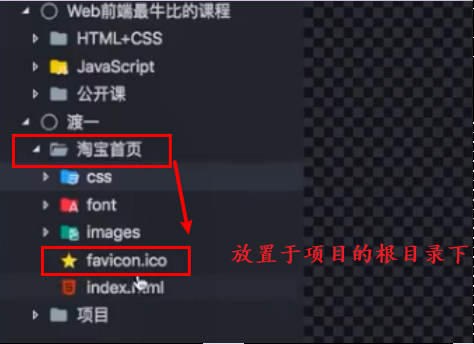 Web前端最牛比的课程
HTML+CSS
JavaScript
公开课
渡一
淘宝首页
css
font
images
favicon.ico
放置于项目的根目录下
index.html
项目